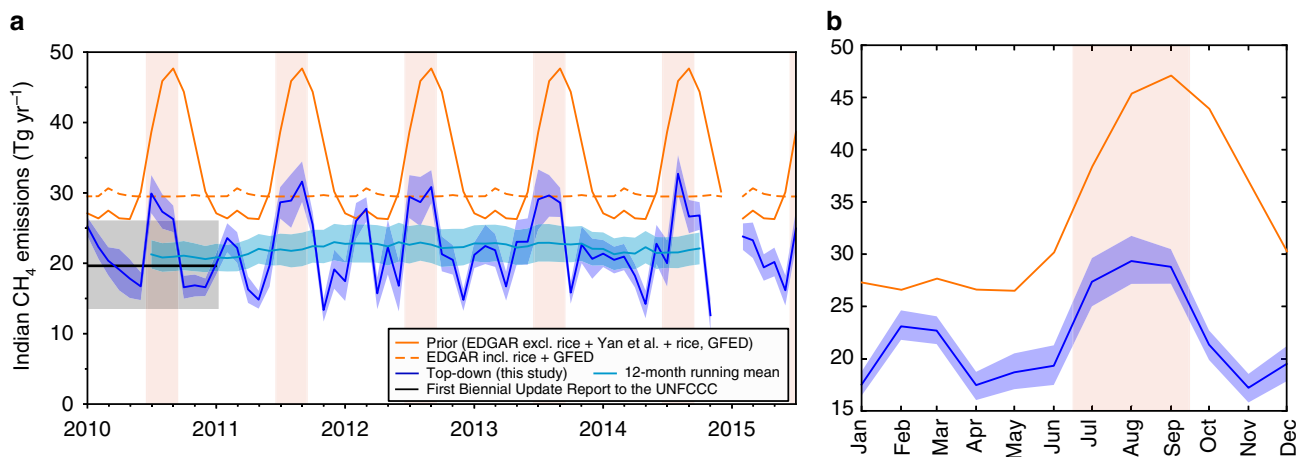 a
Indian CH4 emissions (Tg yr−1)
50
40
30
20
10
0
2010
2011
2012
2013
2014
2015
Prior (EDGAR excl. rice + Yan et al. + rice, GFED)
EDGAR incl. rice + GFED
Top-down (this study)
12-month running mean
First Biennial Update Report to the UNFCCC
b
50
45
40
35
30
25
20
15
Jan
Feb
Mar
Apr
May
Jun
Jul
Aug
Sep
Oct
Nov
Dec